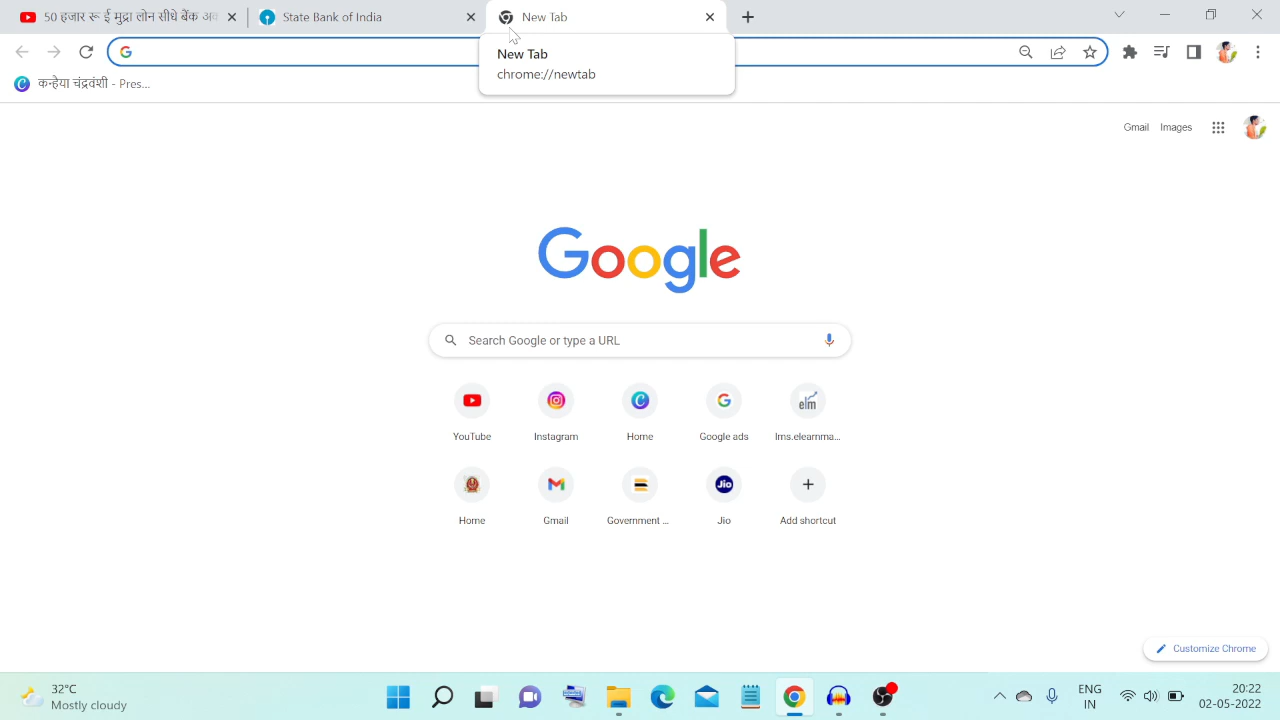 50 हजार रू ई मुद्रा लोन सीधे बैंक अक
State Bank of India
New Tab
New Tab
chrome://newtab
कन्हैया चंद्रवंशी - Pres...
Gmail Images
Google
Search Google or type a URL
YouTube Instagram Home Google ads lms.elearnma...
Home Gmail Government ... Jio Add shortcut
Customize Chrome
32°C
Mostly cloudy
ENG
IN
20:22
02-05-2022